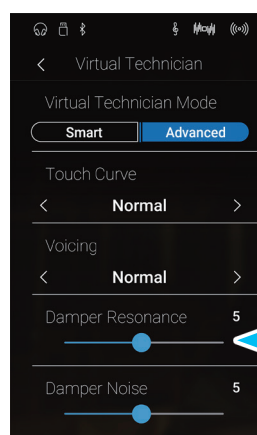 Virtual Technician
Virtual Technician Mode
Smart Advanced
Touch Curve
Normal
Voicing
Normal
Damper Resonance 5
Damper Noise 5